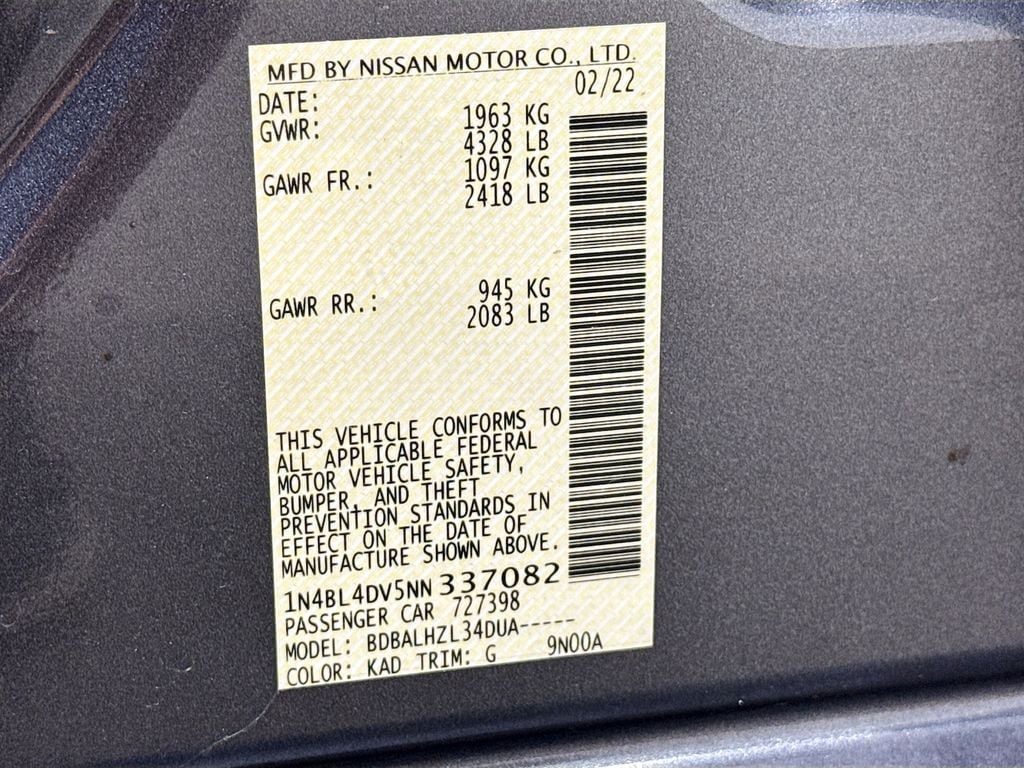 MFD BY NISSAN MOTOR CO., LTD.
DATE: 02/22
GVWR: 1963 KG
4328 LB
GAWR FR.: 1097 KG
2418 LB
GAWR RR.: 945 KG
2083 LB
THIS VEHICLE CONFORMS TO
ALL APPLICABLE FEDERAL
MOTOR VEHICLE SAFETY,
BUMPER, AND THEFT
PREVENTION STANDARDS IN
EFFECT ON THE DATE OF
MANUFACTURE SHOWN ABOVE.
1N4BL4DV5NN337082
PASSENGER CAR 727398
MODEL: BDBALHZL34DUA-----
COLOR: KAD TRIM: G 9N00A